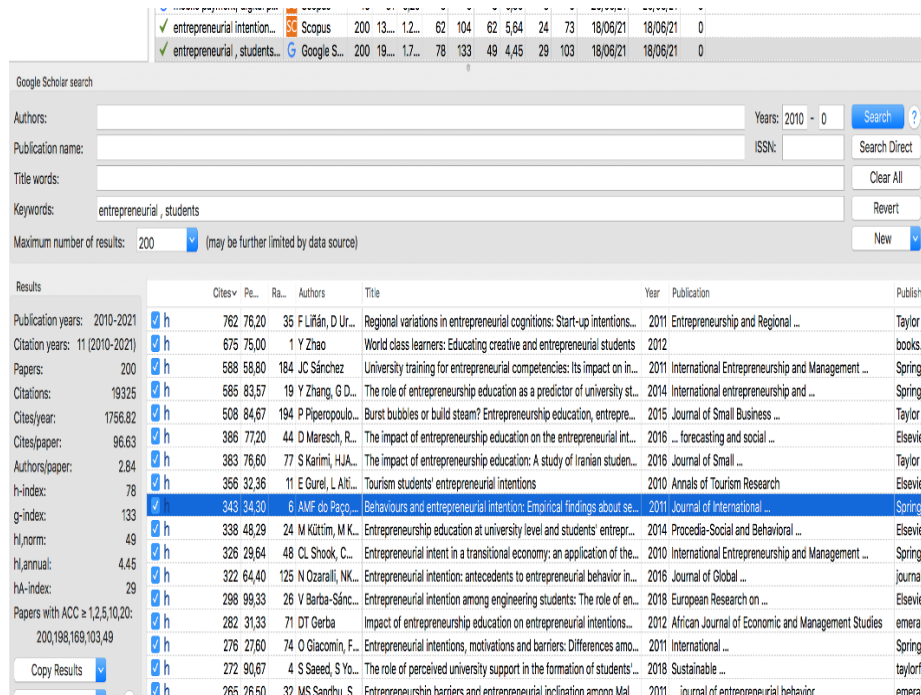 entrepreneurial intention... SC Scopus 200 13.... 1.2... 62 104 62 5,64 24 73 18/06/21 18/06/21 0
entrepreneurial , students... G Google S... 200 19.... 1.7... 78 133 49 4,45 29 103 18/06/21 18/06/21 0
Google Scholar search
Authors: Years: 2010 - 0 Search ?
Publication name: ISSN: Search Direct
Title words: Clear All
Keywords: entrepreneurial , students Revert
Maximum number of results: 200 (may be further limited by data source) New
Results Cites Pe... Ra... Authors Title Year Publication Publish
Publication years: 2010-2021 h 762 76,20 35 F Liñán, D Ur... Regional variations in entrepreneurial cognitions: Start-up intentions... 2011 Entrepreneurship and Regional ... Taylor
Citation years: 11 (2010-2021) h 675 75,00 1 Y Zhao World class learners: Educating creative and entrepreneurial students 2012 books.
Papers: 200 h 588 58,80 184 JC Sánchez University training for entrepreneurial competencies: Its impact on in... 2011 International Entrepreneurship and Management ... Spring
Citations: 19325 h 585 83,57 19 Y Zhang, G D... The role of entrepreneurship education as a predictor of university st... 2014 International entrepreneurship and ... Spring
Cites/year: 1756.82 h 508 84,67 194 P Piperopoulo... Burst bubbles or build steam? Entrepreneurship education, entrepre... 2015 Journal of Small Business ... Taylor
Cites/paper: 96.63 h 386 77,20 44 D Maresch, R... The impact of entrepreneurship education on the entrepreneurial int... 2016 ... forecasting and social ... Elsevie
Authors/paper: 2.84 h 383 76,60 77 S Karimi, HJA... The impact of entrepreneurship education: A study of Iranian studen... 2016 Journal of Small ... Taylor
h-index: 78 h 356 32,36 11 E Gurel, L Alti... Tourism students' entrepreneurial intentions 2010 Annals of Tourism Research Elsevie
g-index: 133 h 343 34,30 6 AMF do Paço,... Behaviours and entrepreneurial intention: Empirical findings about se... 2011 Journal of International ... Spring
hI,norm: 49 h 338 48,29 24 M Küttim, M K... Entrepreneurship education at university level and students' entrepr... 2014 Procedia-Social and Behavioral ... Elsevie
hI,annual: 4.45 h 326 29,64 48 CL Shook, C... Entrepreneurial intent in a transitional economy: an application of the... 2010 International Entrepreneurship and Management ... Spring
hA-index: 29 h 322 64,40 125 N Ozaralli, NK... Entrepreneurial intention: antecedents to entrepreneurial behavior in... 2016 Journal of Global ... journa
Papers with ACC ≥ 1,2,5,10,20: h 298 99,33 26 V Barba-Sánc... Entrepreneurial intention among engineering students: The role of en... 2018 European Research on ... Elsevie
200,198,169,103,49 h 282 31,33 71 DT Gerba Impact of entrepreneurship education on entrepreneurial intentions... 2012 African Journal of Economic and Management Studies emera
h 276 27,60 74 O Giacomin, F... Entrepreneurial intentions, motivations and barriers: Differences amo... 2011 International ... Spring
Copy Results h 272 90,67 4 S Saeed, S Yo... The role of perceived university support in the formation of students'... 2018 Sustainable ... taylorf
265 26,50 32 MS Sandhu, S... Entrepreneurship barriers and entrepreneurial inclination among Mal... 2011 ... journal of entrepreneurial behavior